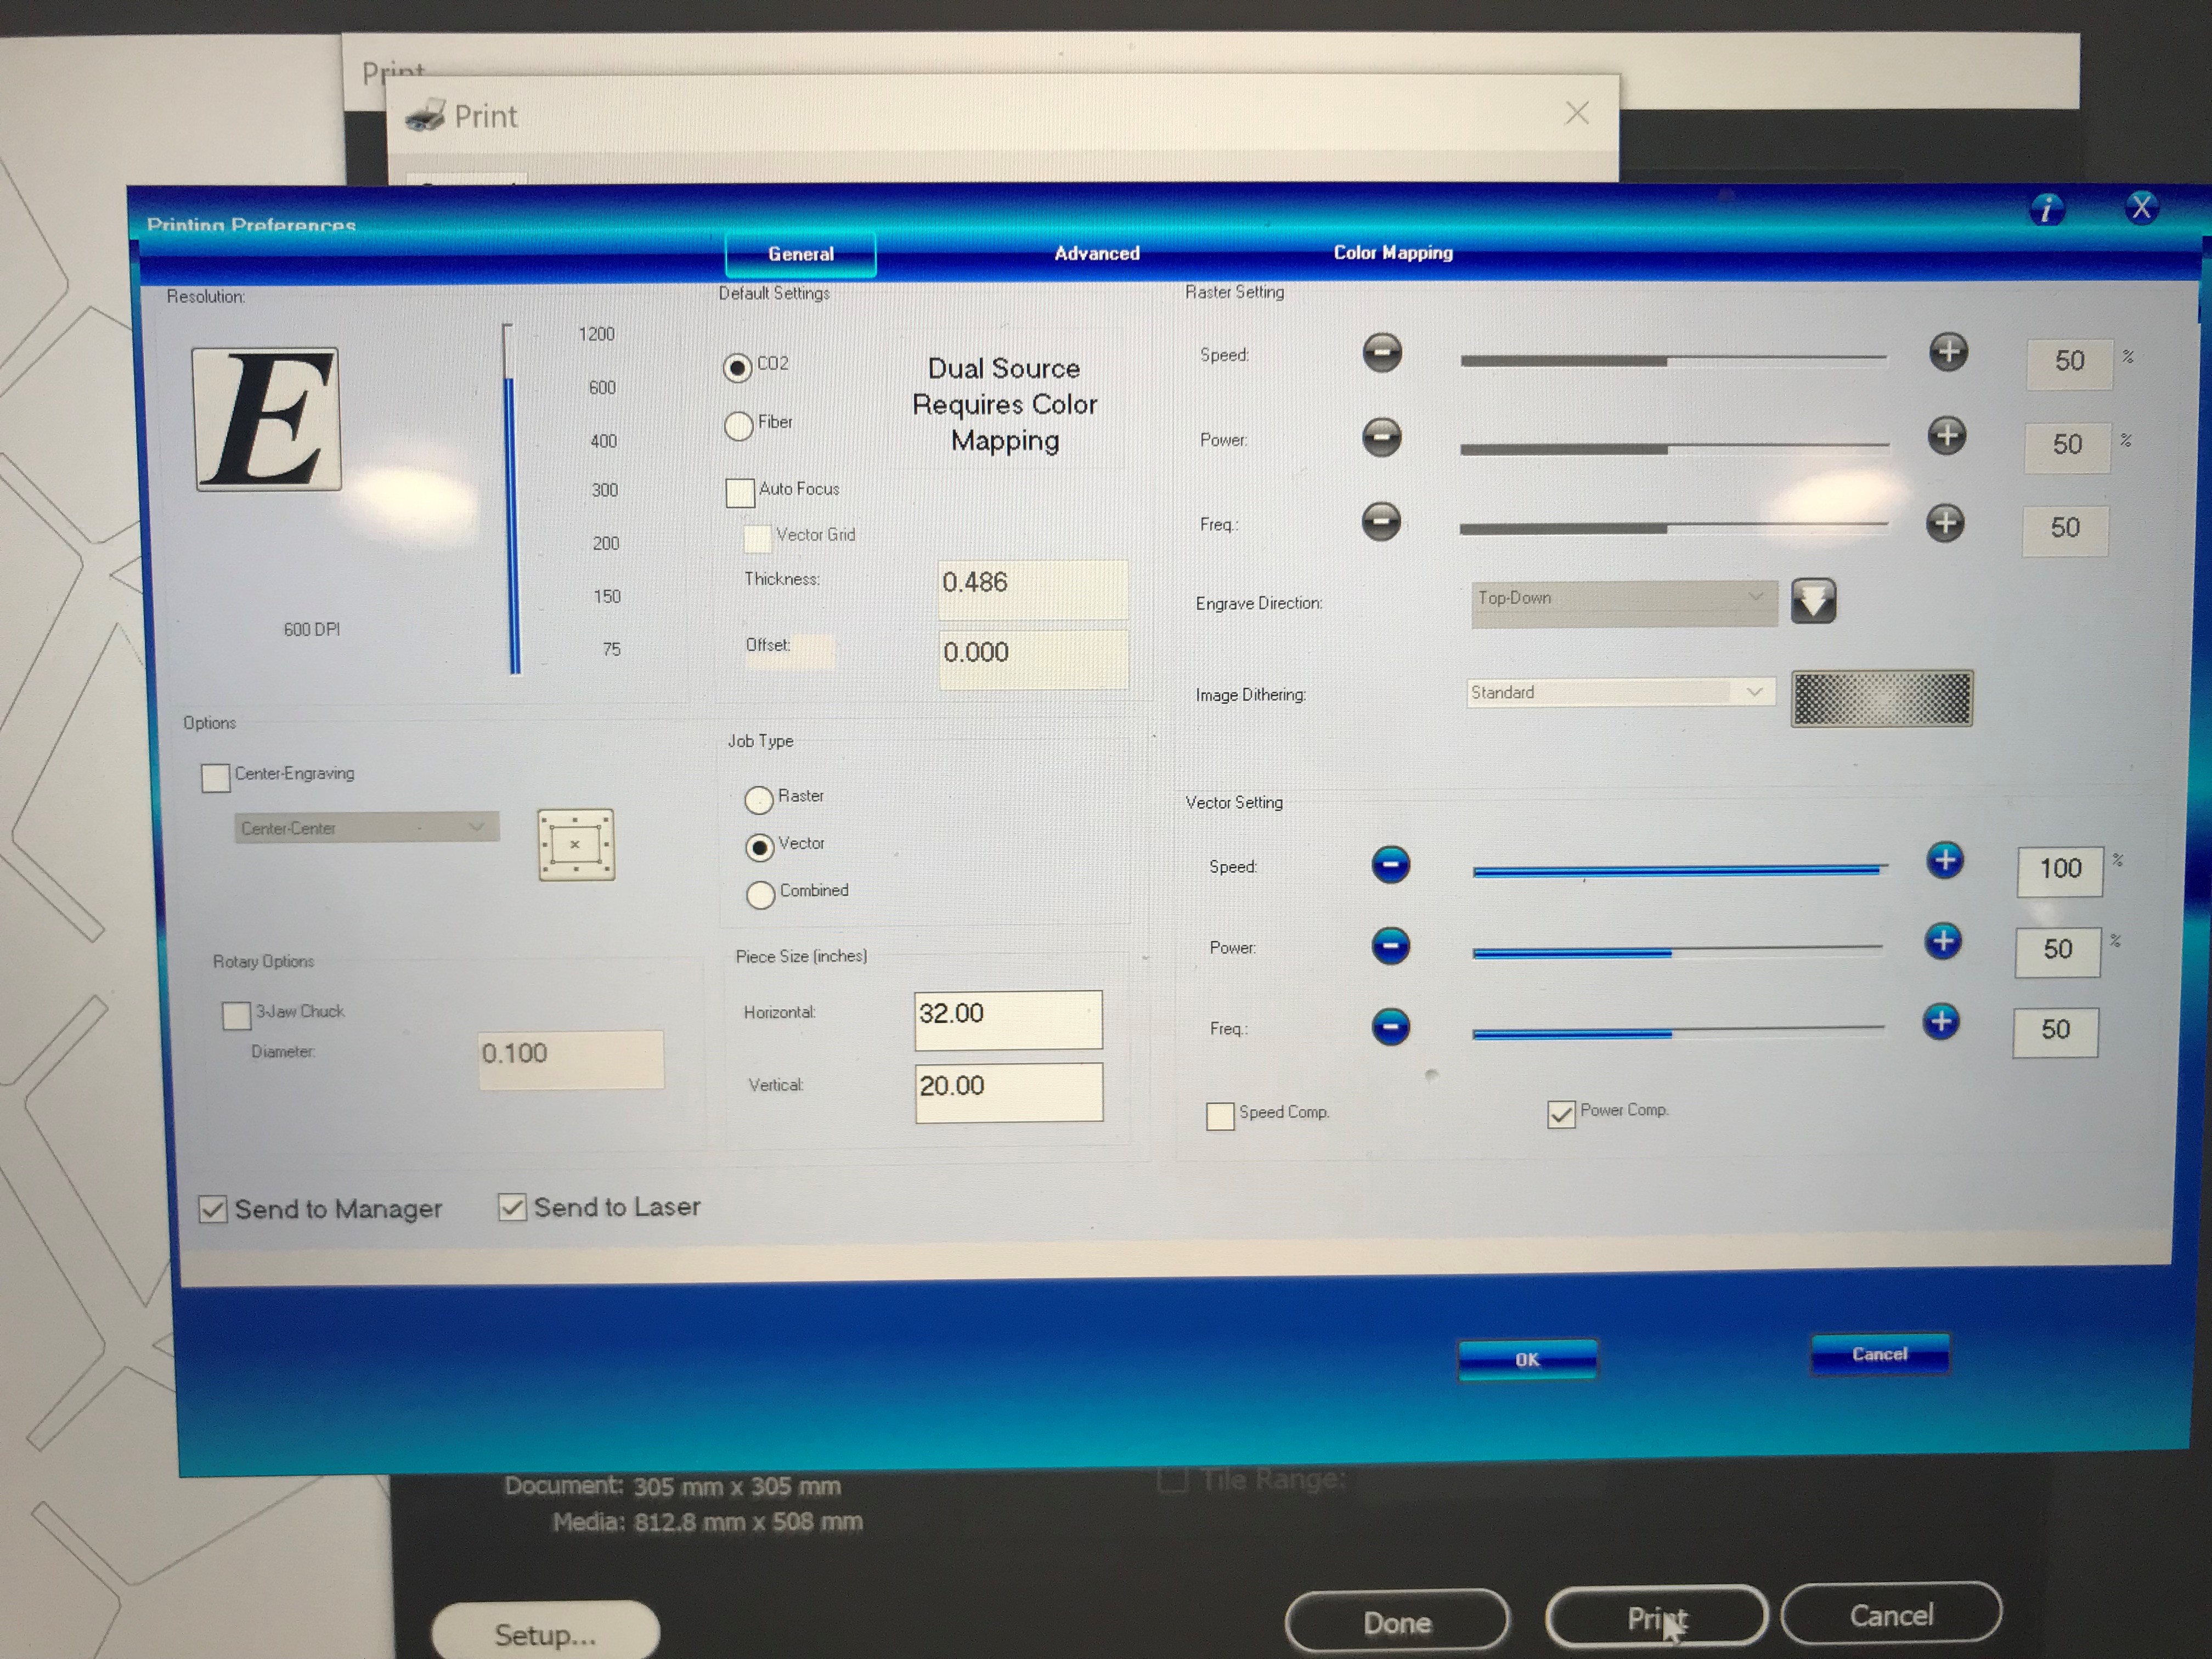 Print
Print
Printing Preferences
i
X
General
Advanced
Color Mapping
Resolution:
E
1200
600
400
300
200
150
75
600 DPI
Default Settings
CO2
Fiber
Dual Source
Requires Color
Mapping
Auto Focus
Vector Grid
Thickness:
0.486
Offset:
0.000
Raster Setting
Speed:
50
%
Power:
50
%
Freq.:
50
Engrave Direction:
Top-Down
Image Dithering:
Standard
Options
Center-Engraving
Center-Center
Job Type
Raster
Vector
Combined
Vector Setting
Speed:
100
%
Power:
50
%
Freq.:
50
Speed Comp.
Power Comp.
Rotary Options
3-Jaw Chuck
Diameter:
0.100
Piece Size (inches)
Horizontal:
32.00
Vertical:
20.00
Send to Manager
Send to Laser
OK
Cancel
Document: 305 mm x 305 mm
Media: 812.8 mm x 508 mm
Tile Range:
Setup...
Done
Print
Cancel